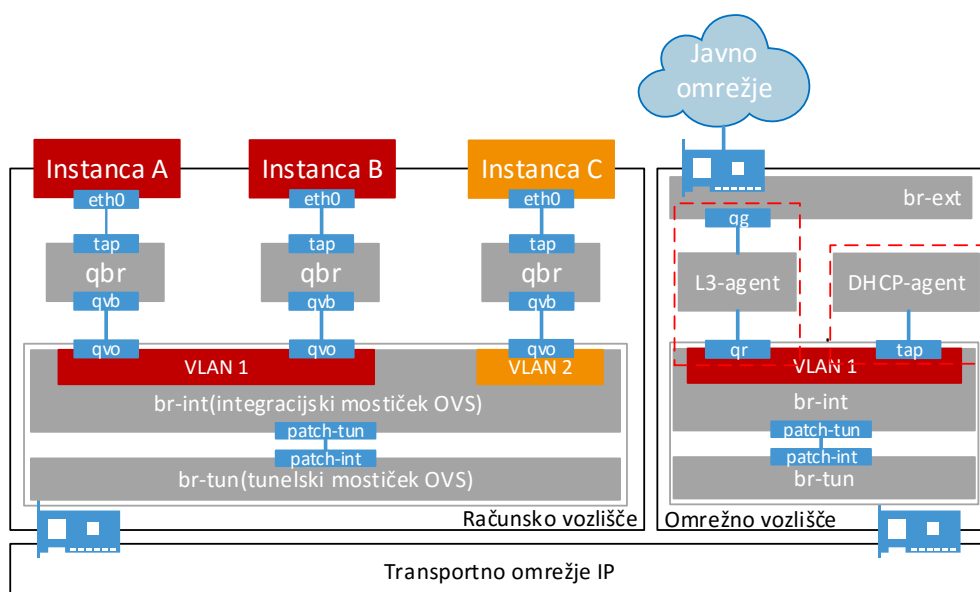 Javno
omrežje
Instanca A
Instanca B
Instanca C
eth0
eth0
eth0
br-ext
qg
tap
tap
tap
qbr
qbr
qbr
L3-agent
DHCP-agent
qvb
qvb
qvb
qvo
qvo
qvo
qr
tap
VLAN 1
VLAN 2
VLAN 1
br-int(integracijski mostiček OVS)
br-int
patch-tun
patch-tun
patch-int
patch-int
br-tun(tunelski mostiček OVS)
br-tun
Računsko vozlišče
Omrežno vozlišče
Transportno omrežje IP